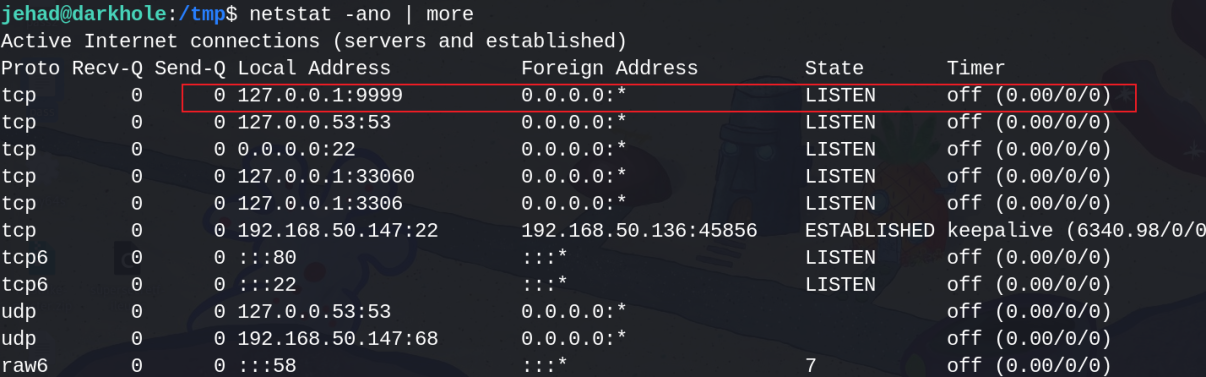 jehad@darkhole:/tmp$ netstat -ano | more
Active Internet connections (servers and established)
Proto Recv-Q Send-Q Local Address           Foreign Address         State       Timer
tcp        0      0 127.0.0.1:9999          0.0.0.0:*               LISTEN      off (0.00/0/0)
tcp        0      0 127.0.0.53:53           0.0.0.0:*               LISTEN      off (0.00/0/0)
tcp        0      0 0.0.0.0:22              0.0.0.0:*               LISTEN      off (0.00/0/0)
tcp        0      0 127.0.0.1:33060         0.0.0.0:*               LISTEN      off (0.00/0/0)
tcp        0      0 127.0.0.1:3306          0.0.0.0:*               LISTEN      off (0.00/0/0)
tcp        0      0 192.168.50.147:22       192.168.50.136:45856    ESTABLISHED keepalive (6340.98/0/0
tcp6       0      0 :::80                   :::*                    LISTEN      off (0.00/0/0)
tcp6       0      0 :::22                   :::*                    LISTEN      off (0.00/0/0)
udp        0      0 127.0.0.53:53           0.0.0.0:*                           off (0.00/0/0)
udp        0      0 192.168.50.147:68       0.0.0.0:*                           off (0.00/0/0)
raw6       0      0 :::58                   :::*                    7           off (0.00/0/0)